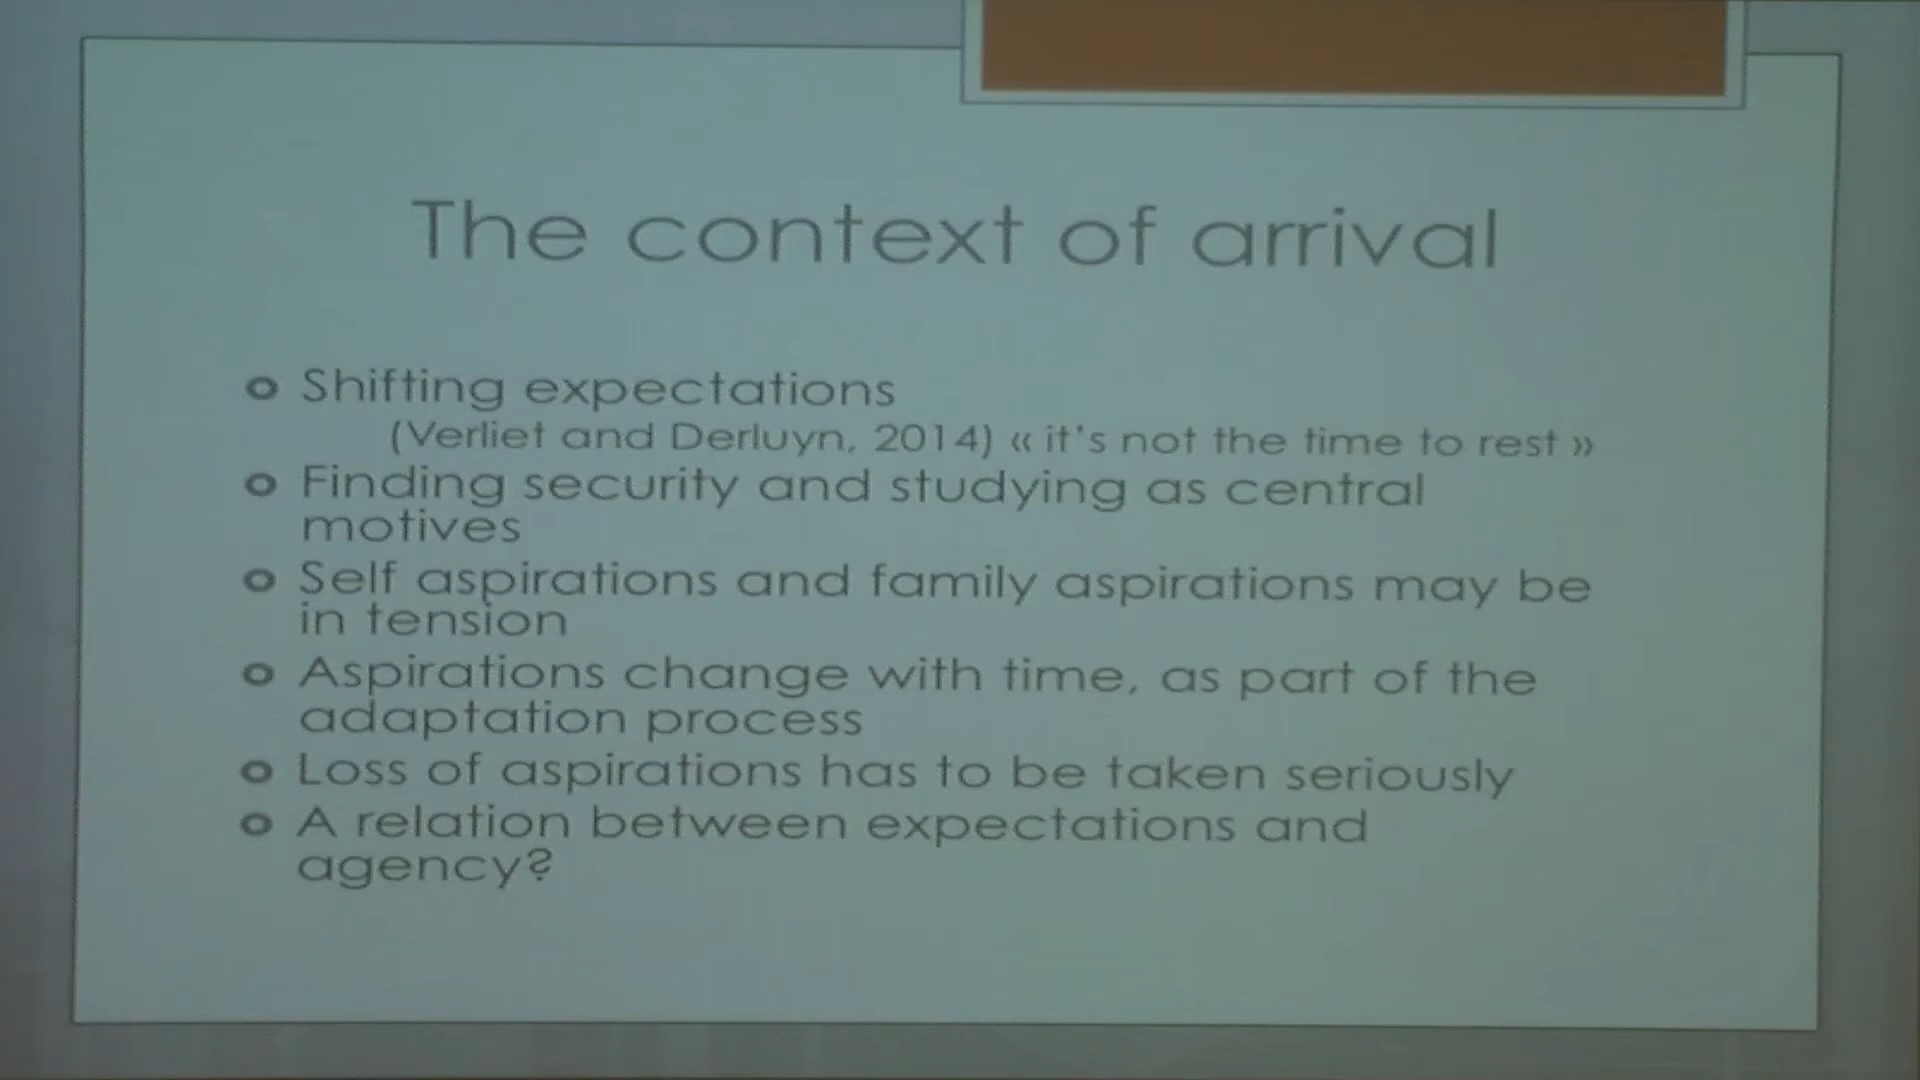 The context of arrival
Shifting expectations
(Verliet and Derluyn, 2014) « it's not the time to rest »
Finding security and studying as central
motives
Self aspirations and family aspirations may be
in tension
Aspirations change with time, as part of the
adaptation process
Loss of aspirations has to be taken seriously
A relation between expectations and
agency?